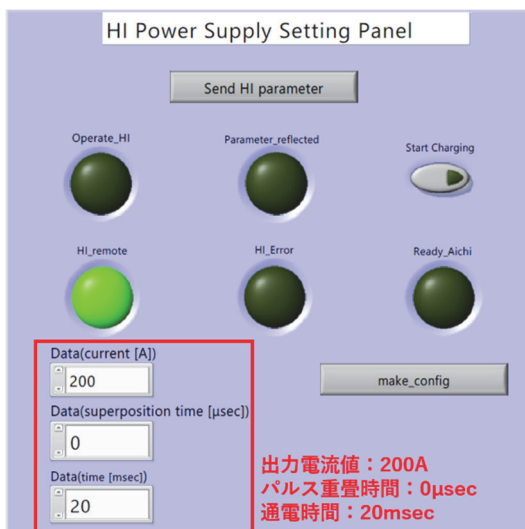 HI Power Supply Setting Panel
Send HI parameter
Operate_HI
Parameter_reflected
Start Charging
HI_remote
HI_Error
Ready_Aichi
Data(current [A])
200
make_config
Data(superposition time [μsec])
0
Data(time [msec])
20
出力電流値：200A
パルス重畳時間：0μsec
通電時間：20msec